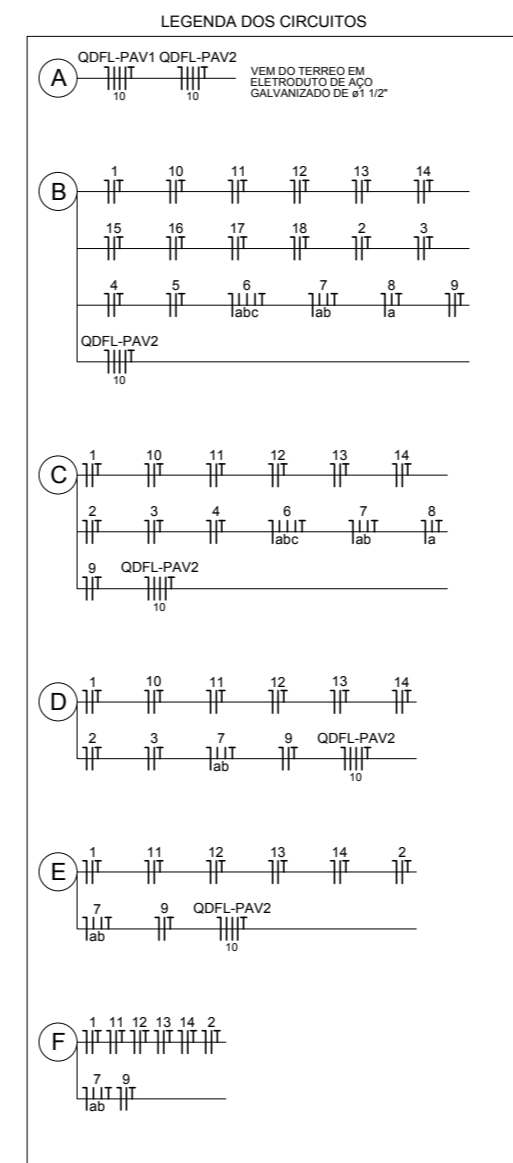 LEGENDA DOS CIRCUITOS
A
QDFL-PAV1 QDFL-PAV2
10 10
VEM DO TERREO EM
ELETRODUTO DE AÇO
GALVANIZADO DE ø1 1/2"
B
1 10 11 12 13 14
15 16 17 18 2 3
4 5 6 7 8 9
abc ab a
QDFL-PAV2
10
C
1 10 11 12 13 14
2 3 4 6 7 8
abc ab a
9 QDFL-PAV2
10
D
1 10 11 12 13 14
2 3 7 9 QDFL-PAV2
ab 10
E
1 11 12 13 14 2
7 9 QDFL-PAV2
ab 10
F
1 11 12 13 14 2
7 9
ab